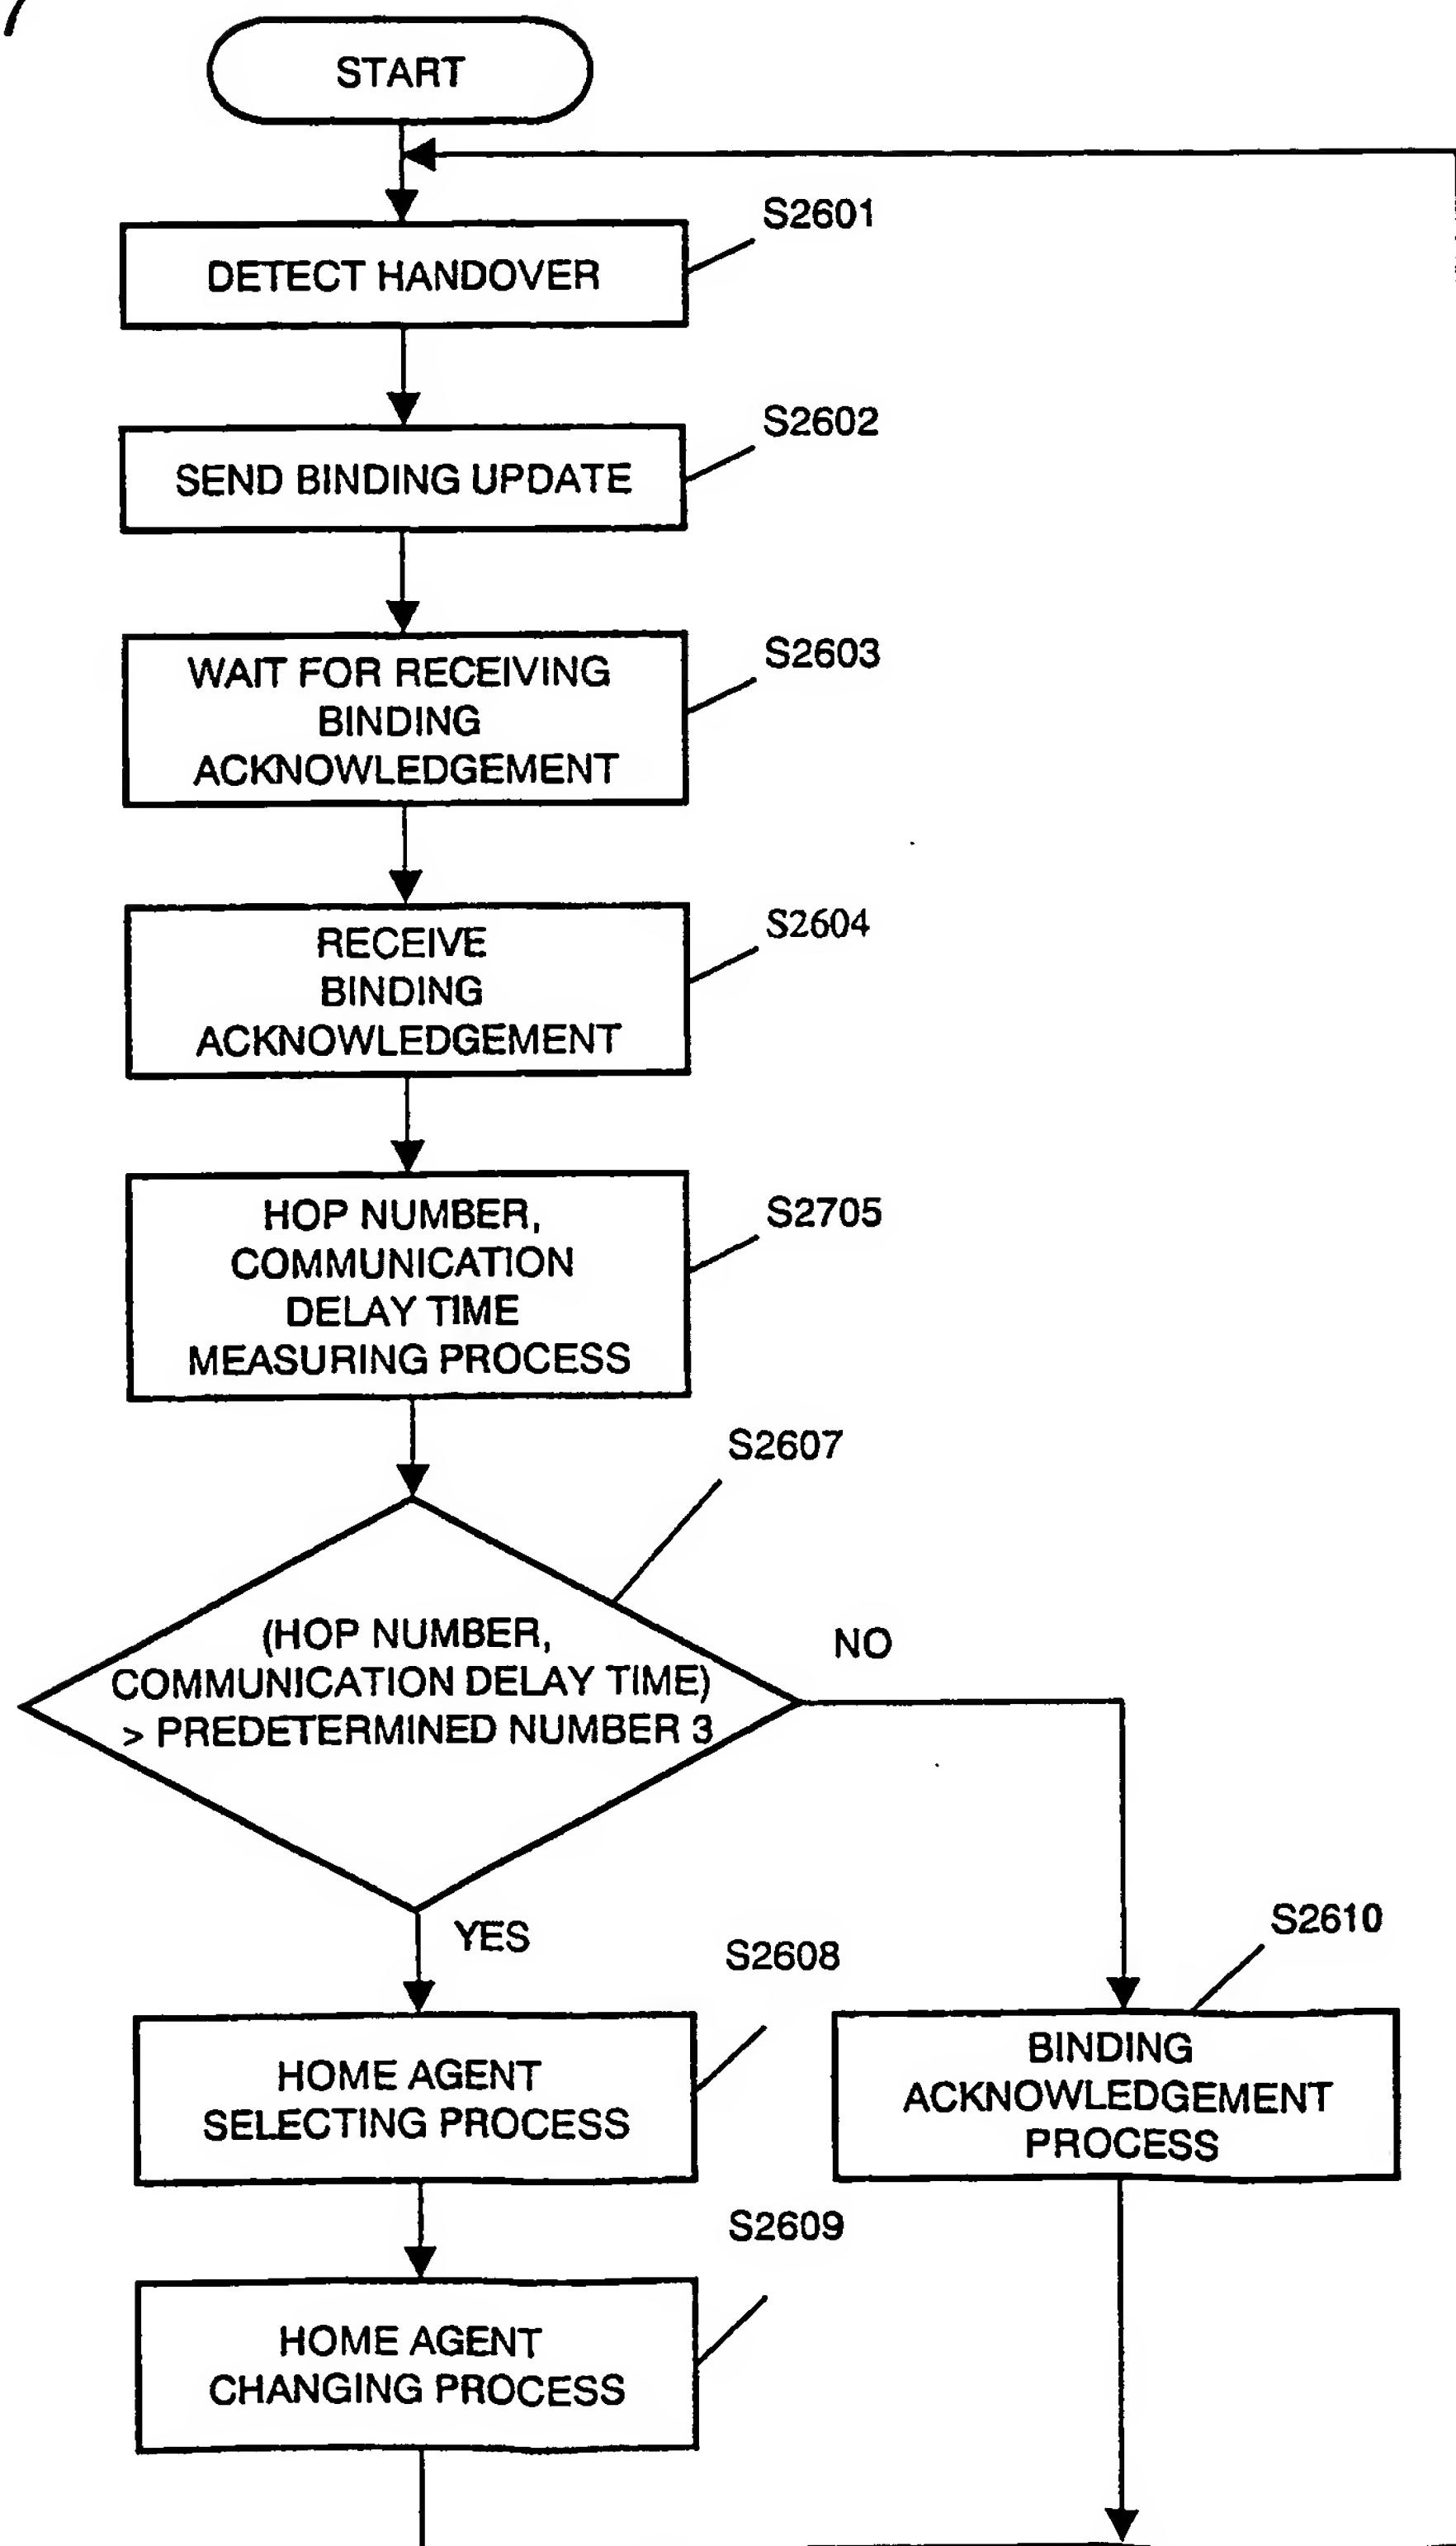 START
S2601
DETECT HANDOVER
S2602
SEND BINDING UPDATE
S2603
WAIT FOR RECEIVING
BINDING
ACKNOWLEDGEMENT
S2604
RECEIVE
BINDING
ACKNOWLEDGEMENT
S2705
HOP NUMBER,
COMMUNICATION
DELAY TIME
MEASURING PROCESS
S2607
(HOP NUMBER,
COMMUNICATION DELAY TIME)
> PREDETERMINED NUMBER 3
NO
YES
S2608
HOME AGENT
SELECTING PROCESS
S2610
BINDING
ACKNOWLEDGEMENT
PROCESS
S2609
HOME AGENT
CHANGING PROCESS